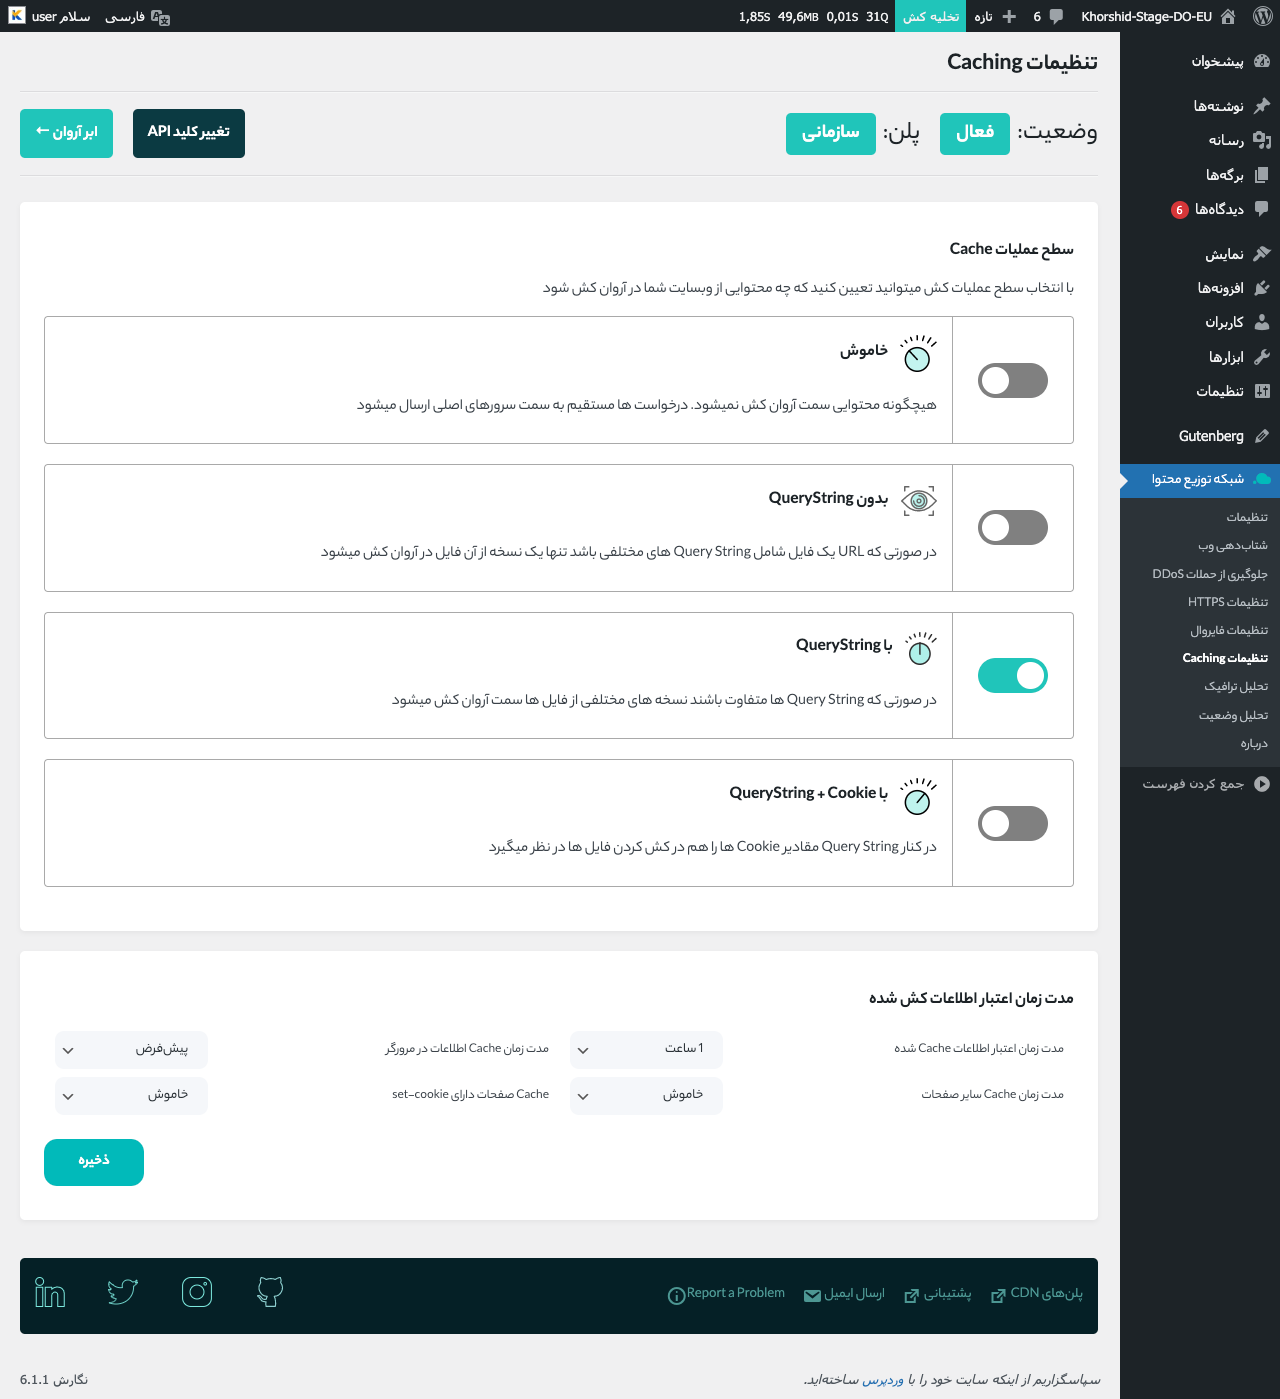 Khorshid-Stage-DO-EU
6
تازه
تخلیه کش
1,85S 49,6MB 0,01S 31Q
فارسی
سلام user
پیشخوان
نوشته‌ها
رسانه
برگه‌ها
دیدگاه‌ها 6
نمایش
افزونه‌ها
کاربران
ابزارها
تنظیمات
Gutenberg
شبکه توزیع محتوا
تنظیمات
شتاب‌دهی وب
جلوگیری از حملات DDoS
تنظیمات HTTPS
تنظیمات فایروال
تنظیمات Caching
تحلیل ترافیک
تحلیل وضعیت
درباره
جمع کردن فهرست
تنظیمات Caching
وضعیت: فعال پلن: سازمانی
تغییر کلید API
ابر آروان ←
سطح عملیات Cache
با انتخاب سطح عملیات کش میتوانید تعیین کنید که چه محتوایی از وبسایت شما در آروان کش شود
خاموش
هیچگونه محتوایی سمت آروان کش نمیشود. درخواست ها مستقیم به سمت سرورهای اصلی ارسال میشود
بدون QueryString
در صورتی که URL یک فایل شامل Query String های مختلفی باشد تنها یک نسخه از آن فایل در آروان کش میشود
با QueryString
در صورتی که Query String ها متفاوت باشند نسخه های مختلفی از فایل ها سمت آروان کش میشود
با QueryString + Cookie
در کنار Query String مقادیر Cookie ها را هم در کش کردن فایل ها در نظر میگیرد
مدت زمان اعتبار اطلاعات کش شده
مدت زمان اعتبار اطلاعات Cache شده
1 ساعت
مدت زمان Cache اطلاعات در مرورگر
پیش‌فرض
مدت زمان Cache سایر صفحات
خاموش
Cache صفحات دارای set-cookie
خاموش
ذخیره
پلن‌های CDN
پشتیبانی
ارسال ایمیل
Report a Problem
سپاسگزاریم از اینکه سایت خود را با وردپرس ساخته‌اید.
نگارش 6.1.1